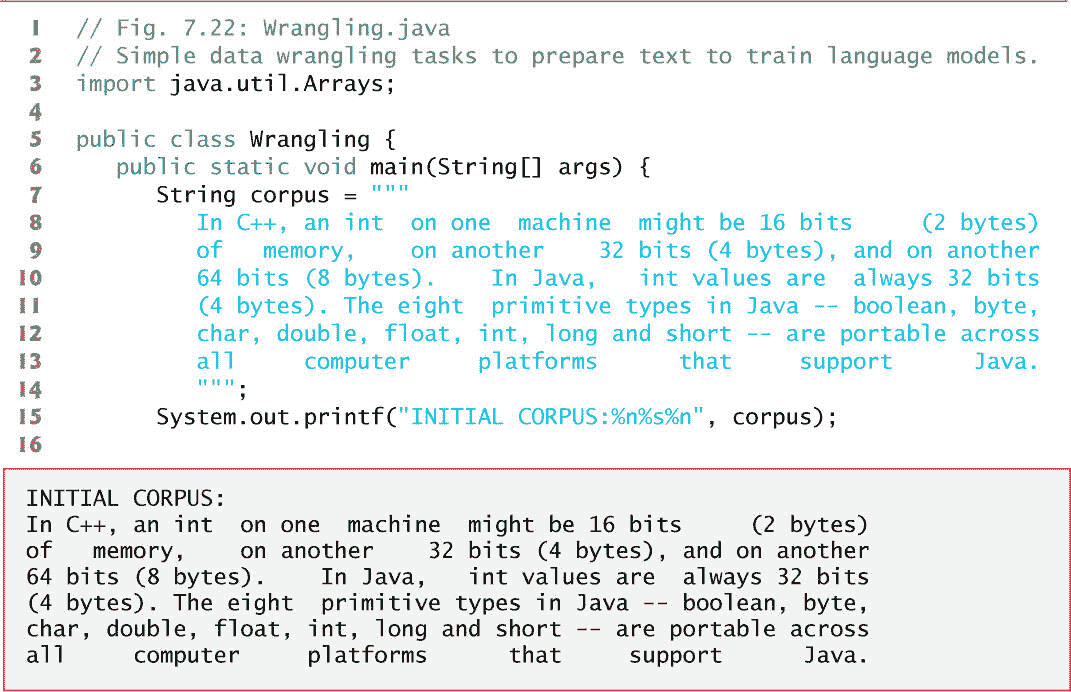 1 // Fig. 7.22: Wrangling.java
2 // Simple data wrangling tasks to prepare text to train language models.
3 import java.util.Arrays;
4
5 public class Wrangling {
6    public static void main(String[] args) {
7       String corpus = """
8          In C++, an int  on one  machine  might be 16 bits     (2 bytes)
9          of   memory,    on another    32 bits (4 bytes), and on another
10          64 bits (8 bytes).    In Java,   int values are  always 32 bits
11          (4 bytes). The eight  primitive types in Java -- boolean, byte,
12          char, double, float, int, long and short -- are portable across
13          all     computer     platforms      that     support      Java.
14          """;
15       System.out.printf("INITIAL CORPUS:%n%s%n", corpus);
16
INITIAL CORPUS:
In C++, an int  on one  machine  might be 16 bits     (2 bytes)
of   memory,    on another    32 bits (4 bytes), and on another
64 bits (8 bytes).    In Java,   int values are  always 32 bits
(4 bytes). The eight  primitive types in Java -- boolean, byte,
char, double, float, int, long and short -- are portable across
all     computer     platforms      that     support      Java.